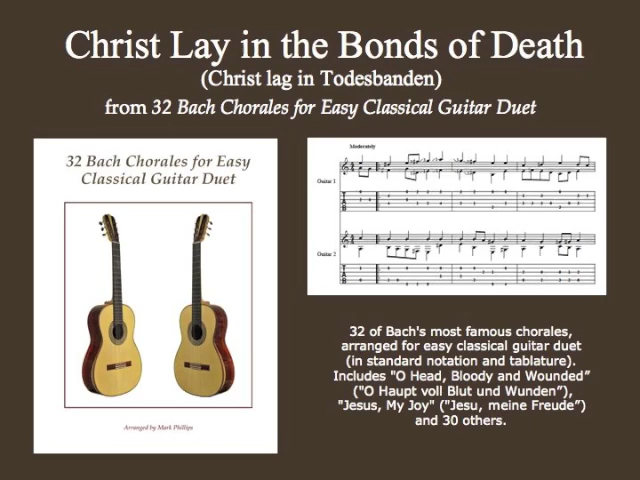 Christ Lay in the Bonds of Death
(Christ lag in Todesbanden)
from 32 Bach Chorales for Easy Classical Guitar Duet
32 Bach Chorales for Easy
Classical Guitar Duet
Arranged by Mark Phillips
Moderately
Guitar 1
Guitar 2
32 of Bach's most famous chorales,
arranged for easy classical guitar duet
(in standard notation and tablature).
Includes "O Head, Bloody and Wounded”
("O Haupt voll Blut und Wunden”),
"Jesus, My Joy" ("Jesu, meine Freude”)
and 30 others.